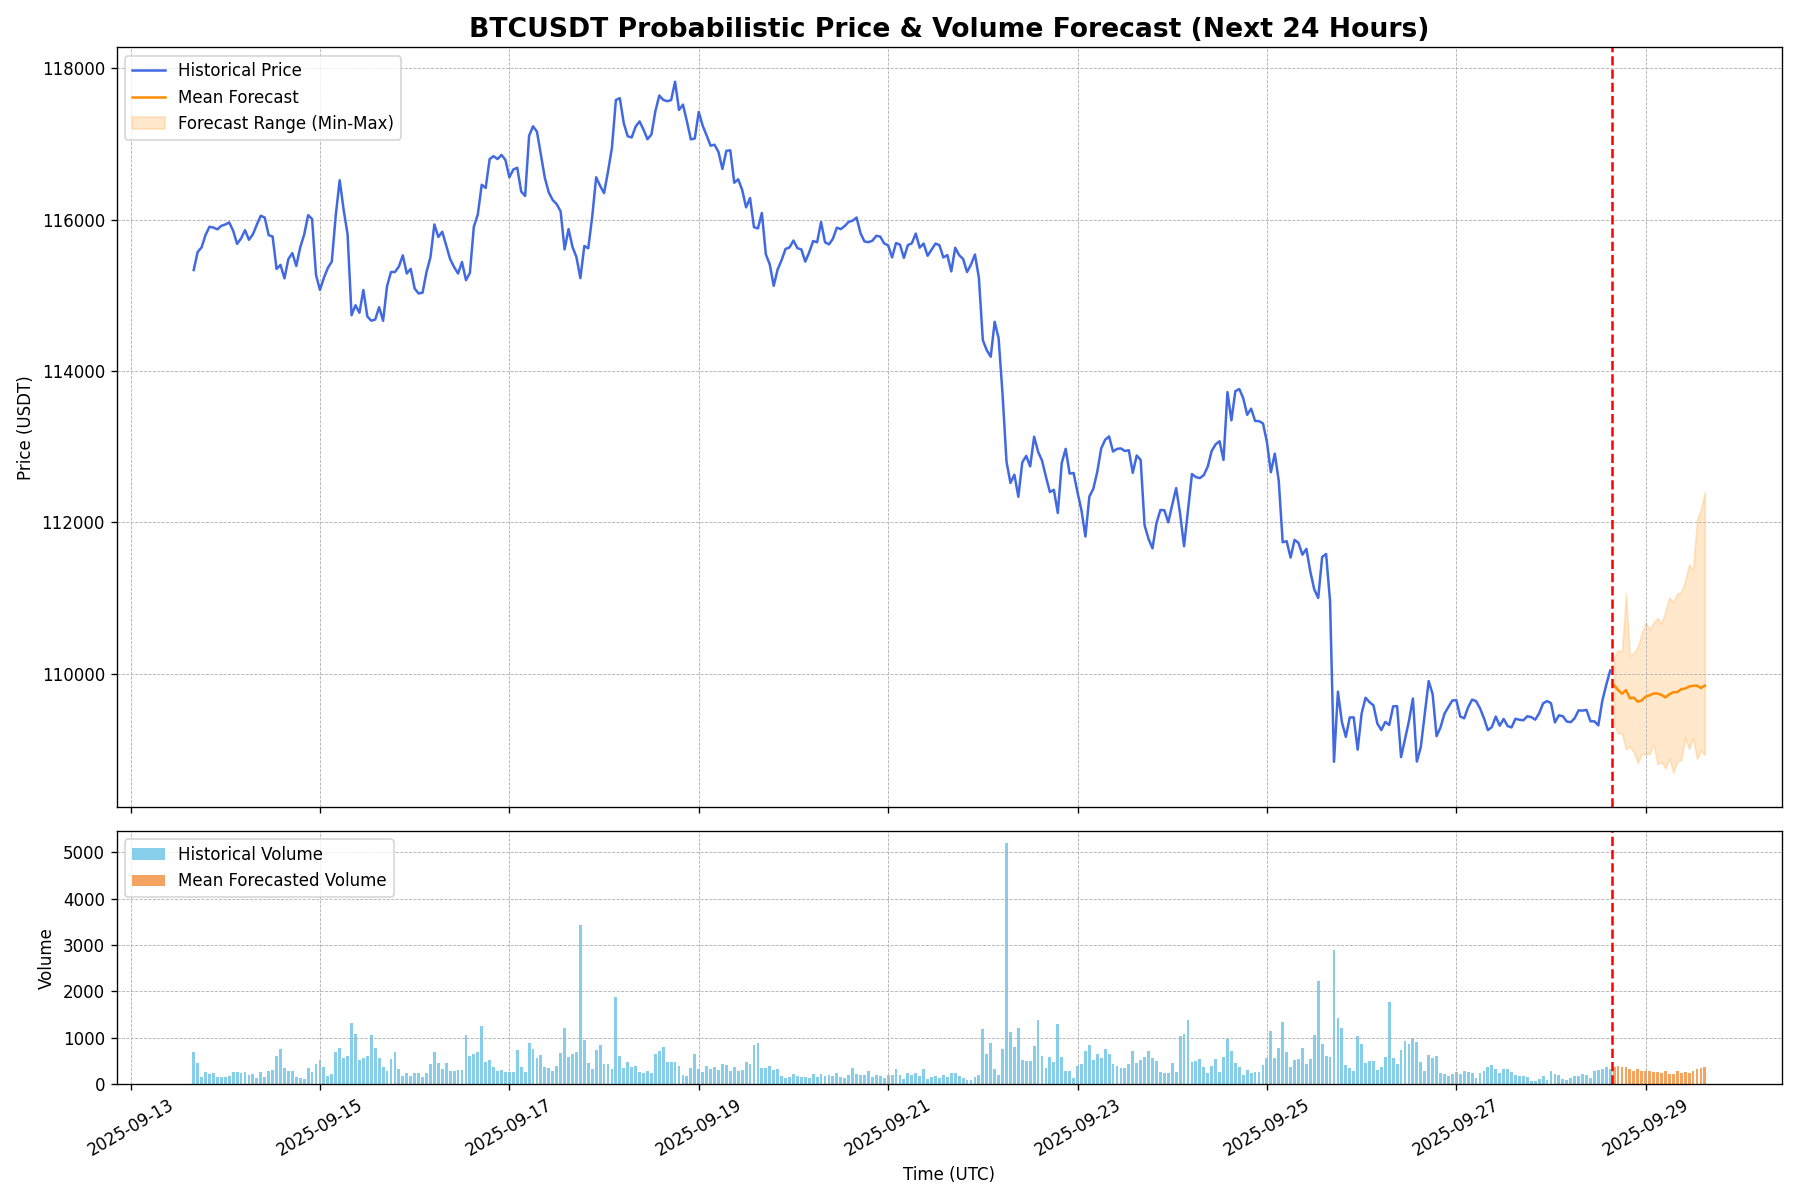 BTCUSDT Probabilistic Price & Volume Forecast (Next 24 Hours)
Historical Price
Mean Forecast
Forecast Range (Min-Max)
118000
116000
114000
112000
110000
Price (USDT)
Historical Volume
Mean Forecasted Volume
5000
4000
3000
2000
1000
0
Volume
2025-09-13
2025-09-15
2025-09-17
2025-09-19
2025-09-21
2025-09-23
2025-09-25
2025-09-27
2025-09-29
Time (UTC)